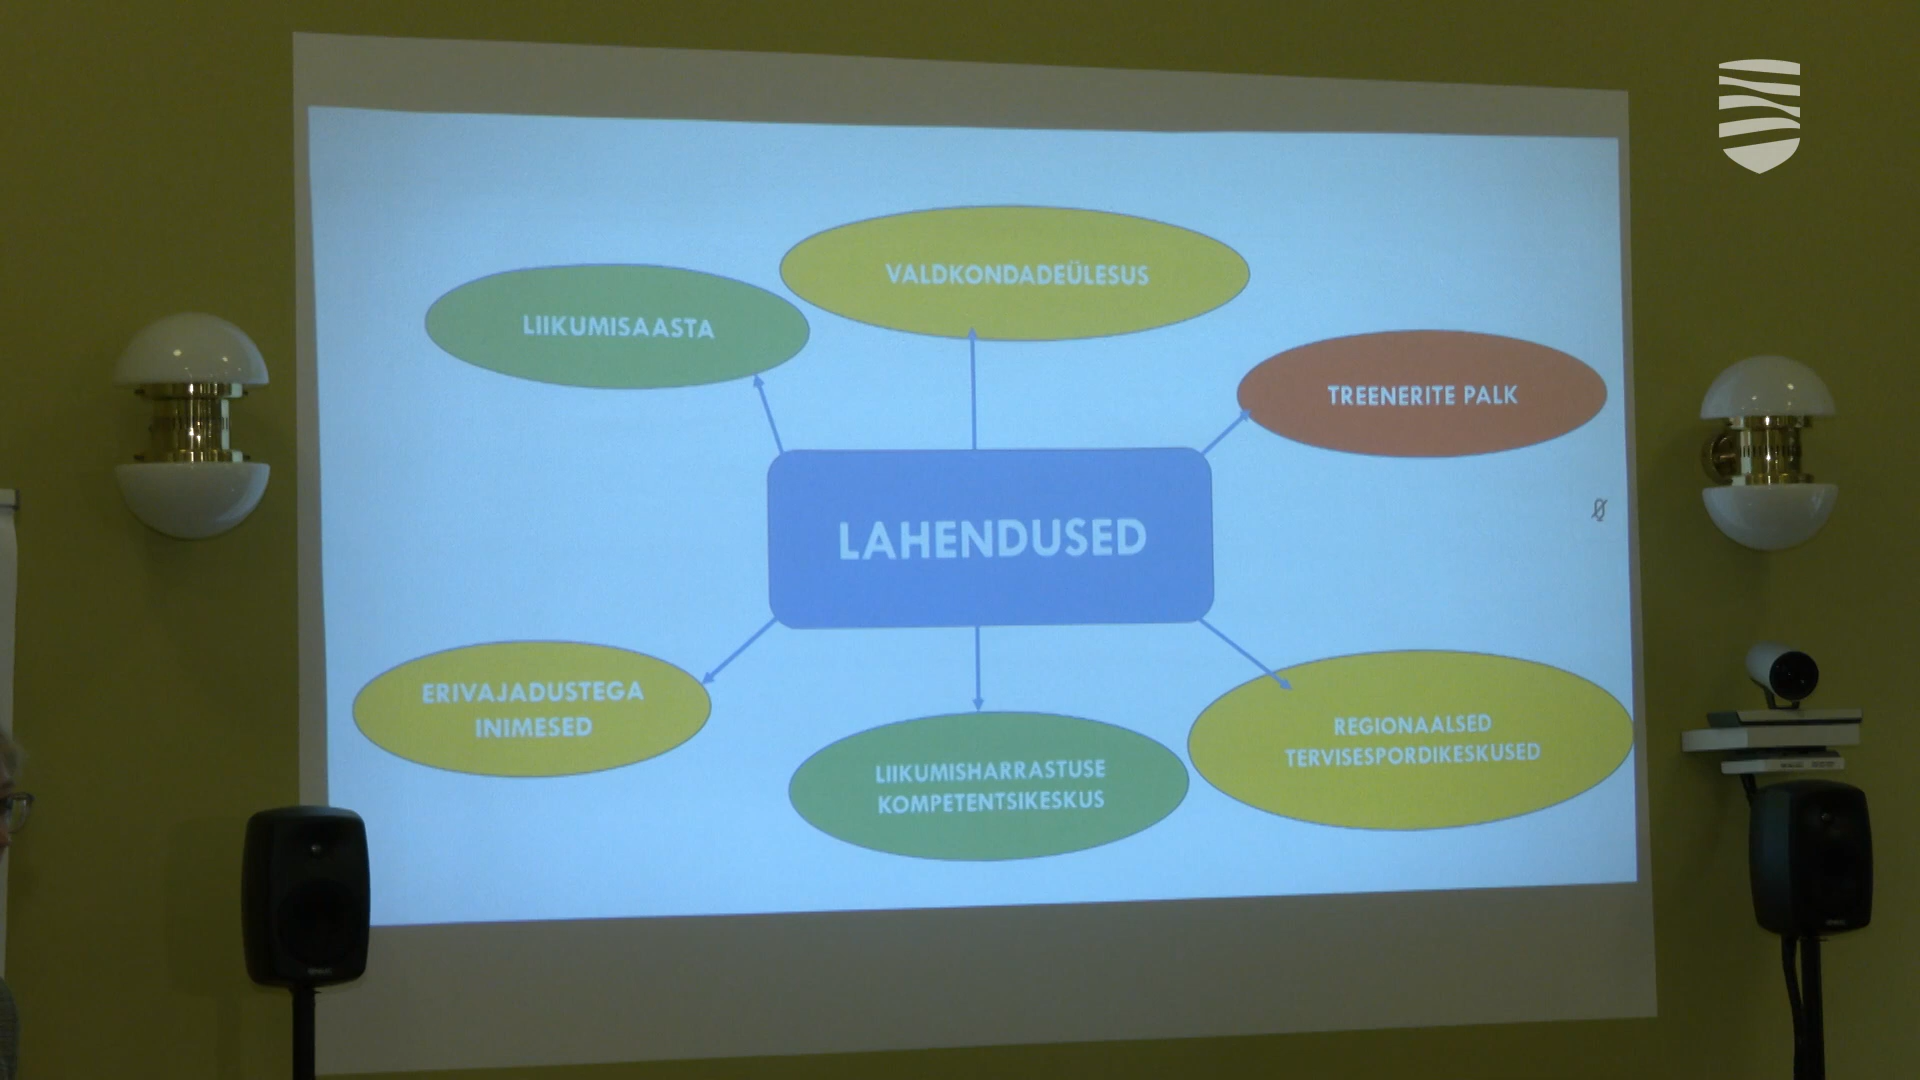 VALDKONDADEÜLESUS
LIIKUMISAASTA
TREENERITE PALK
LAHENDUSED
ERIVAJADUSTEGA
INIMESED
LIIKUMISHARRASTUSE
KOMPETENTSIKESKUS
REGIONAALSED
TERVISESPORDIKESKUSED